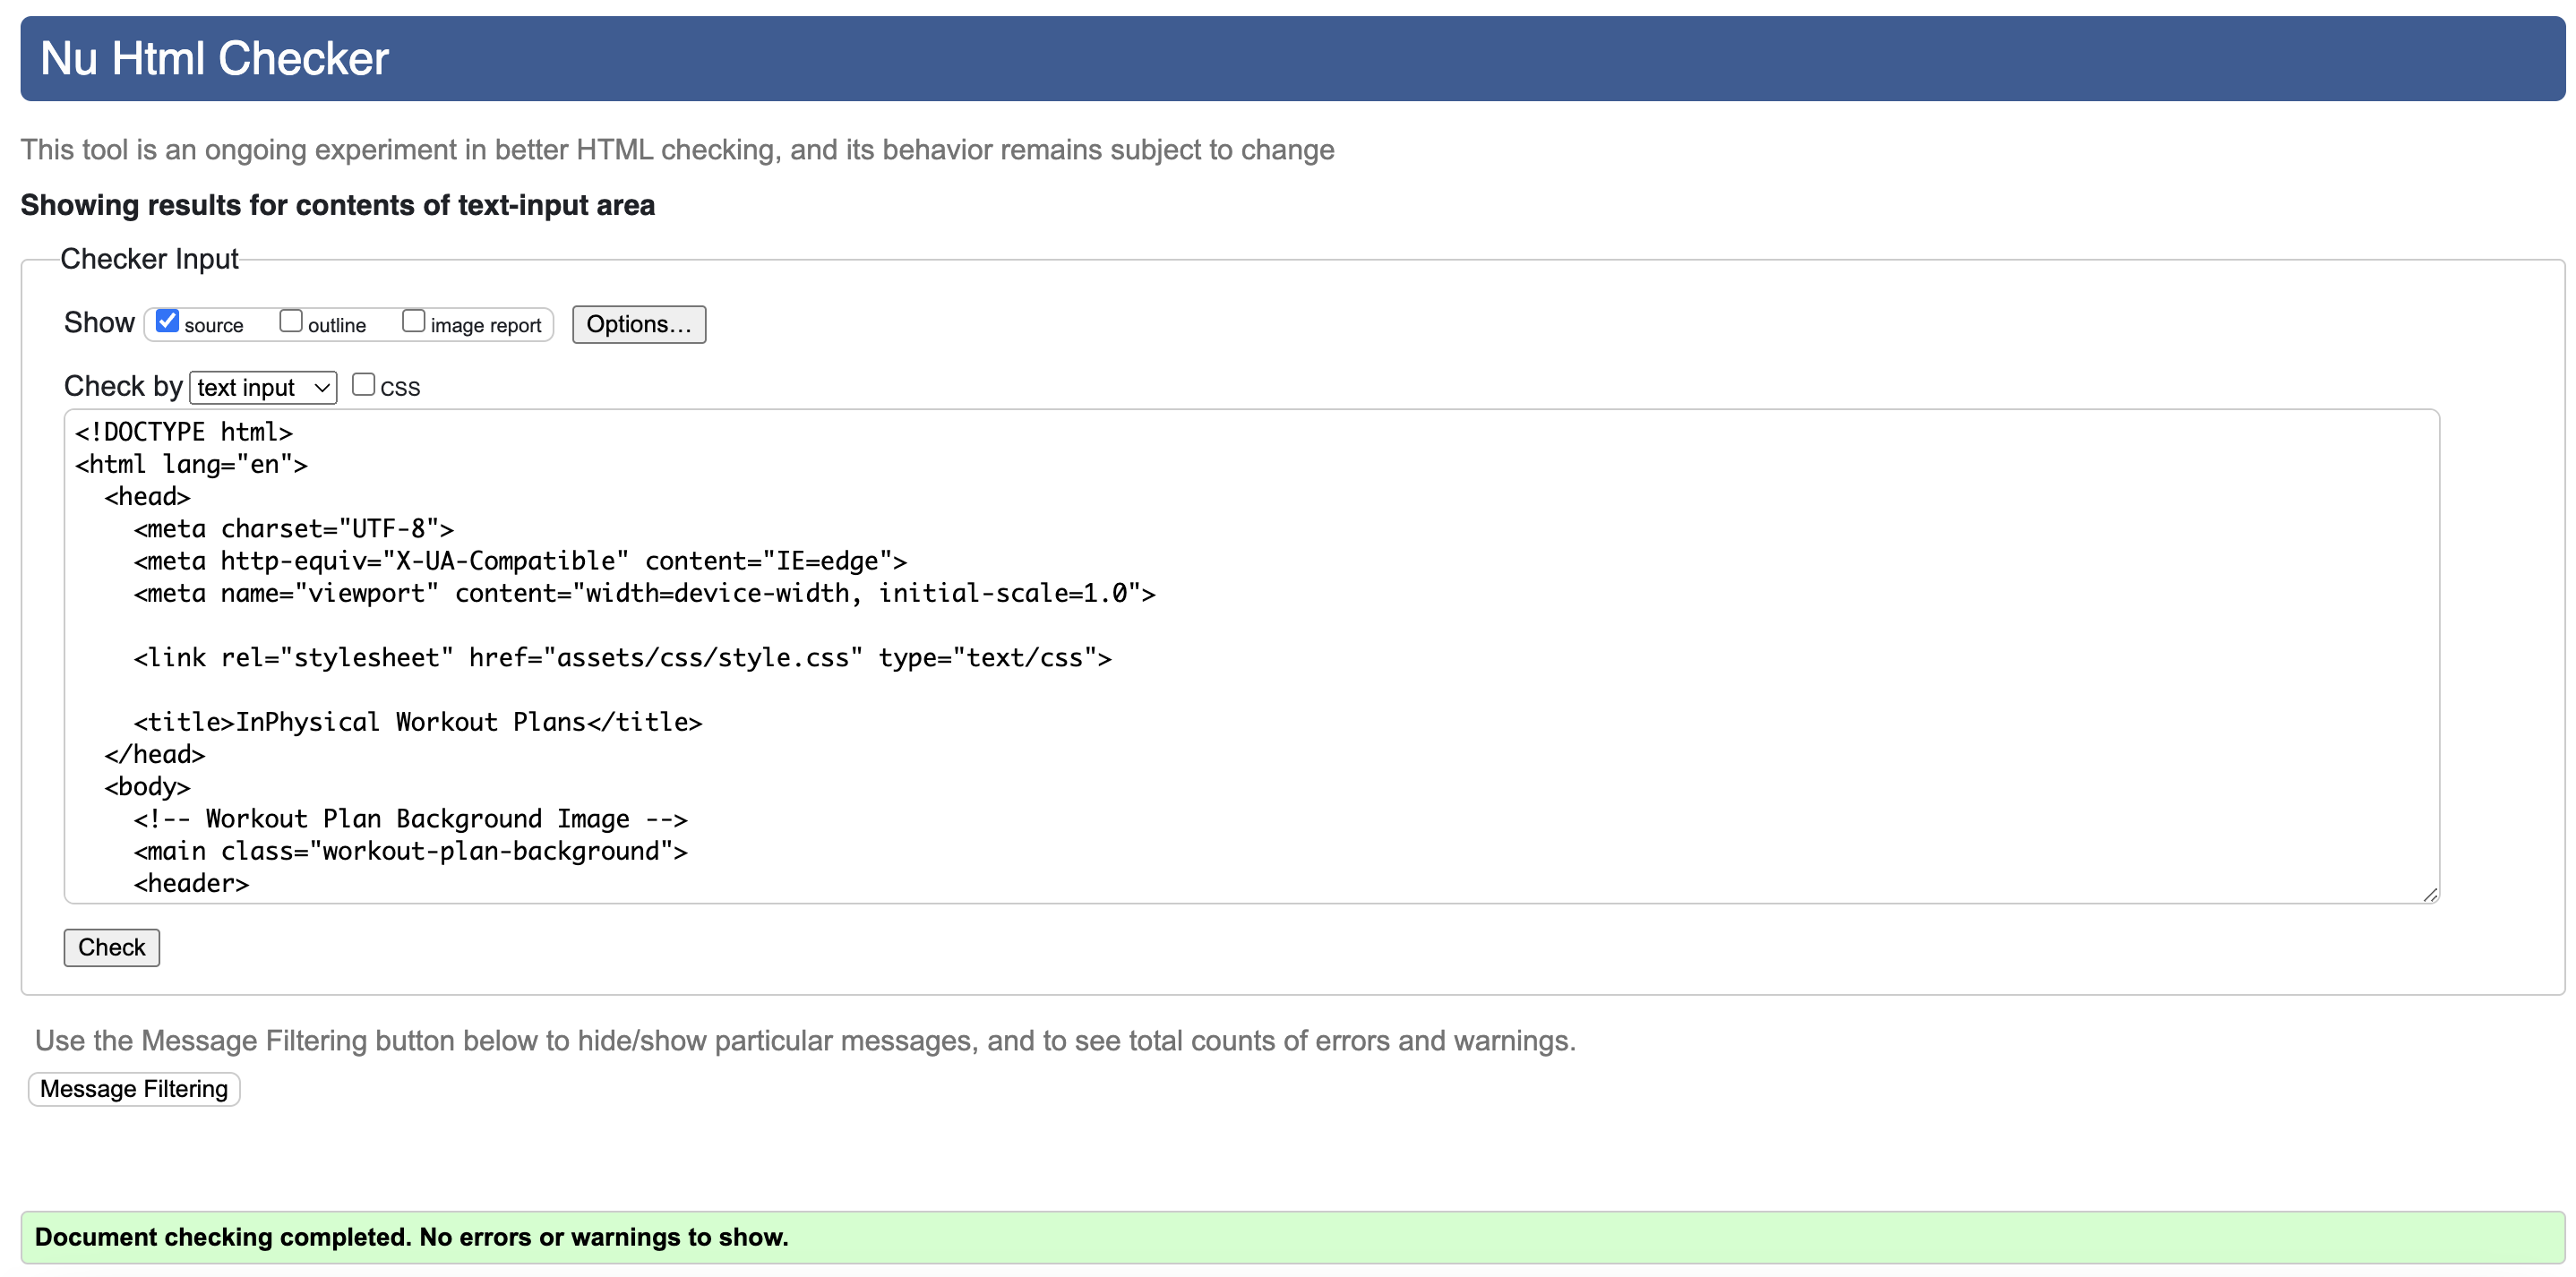 Nu Html Checker
This tool is an ongoing experiment in better HTML checking, and its behavior remains subject to change
Showing results for contents of text-input area
Checker Input
Show source outline image report Options...
Check by text input CSS
<!DOCTYPE html>
<html lang="en">
  <head>
    <meta charset="UTF-8">
    <meta http-equiv="X-UA-Compatible" content="IE=edge">
    <meta name="viewport" content="width=device-width, initial-scale=1.0">
    <link rel="stylesheet" href="assets/css/style.css" type="text/css">
    <title>InPhysical Workout Plans</title>
  </head>
  <body>
    <!-- Workout Plan Background Image -->
    <main class="workout-plan-background">
    <header>
Check
Use the Message Filtering button below to hide/show particular messages, and to see total counts of errors and warnings.
Message Filtering
Document checking completed. No errors or warnings to show.